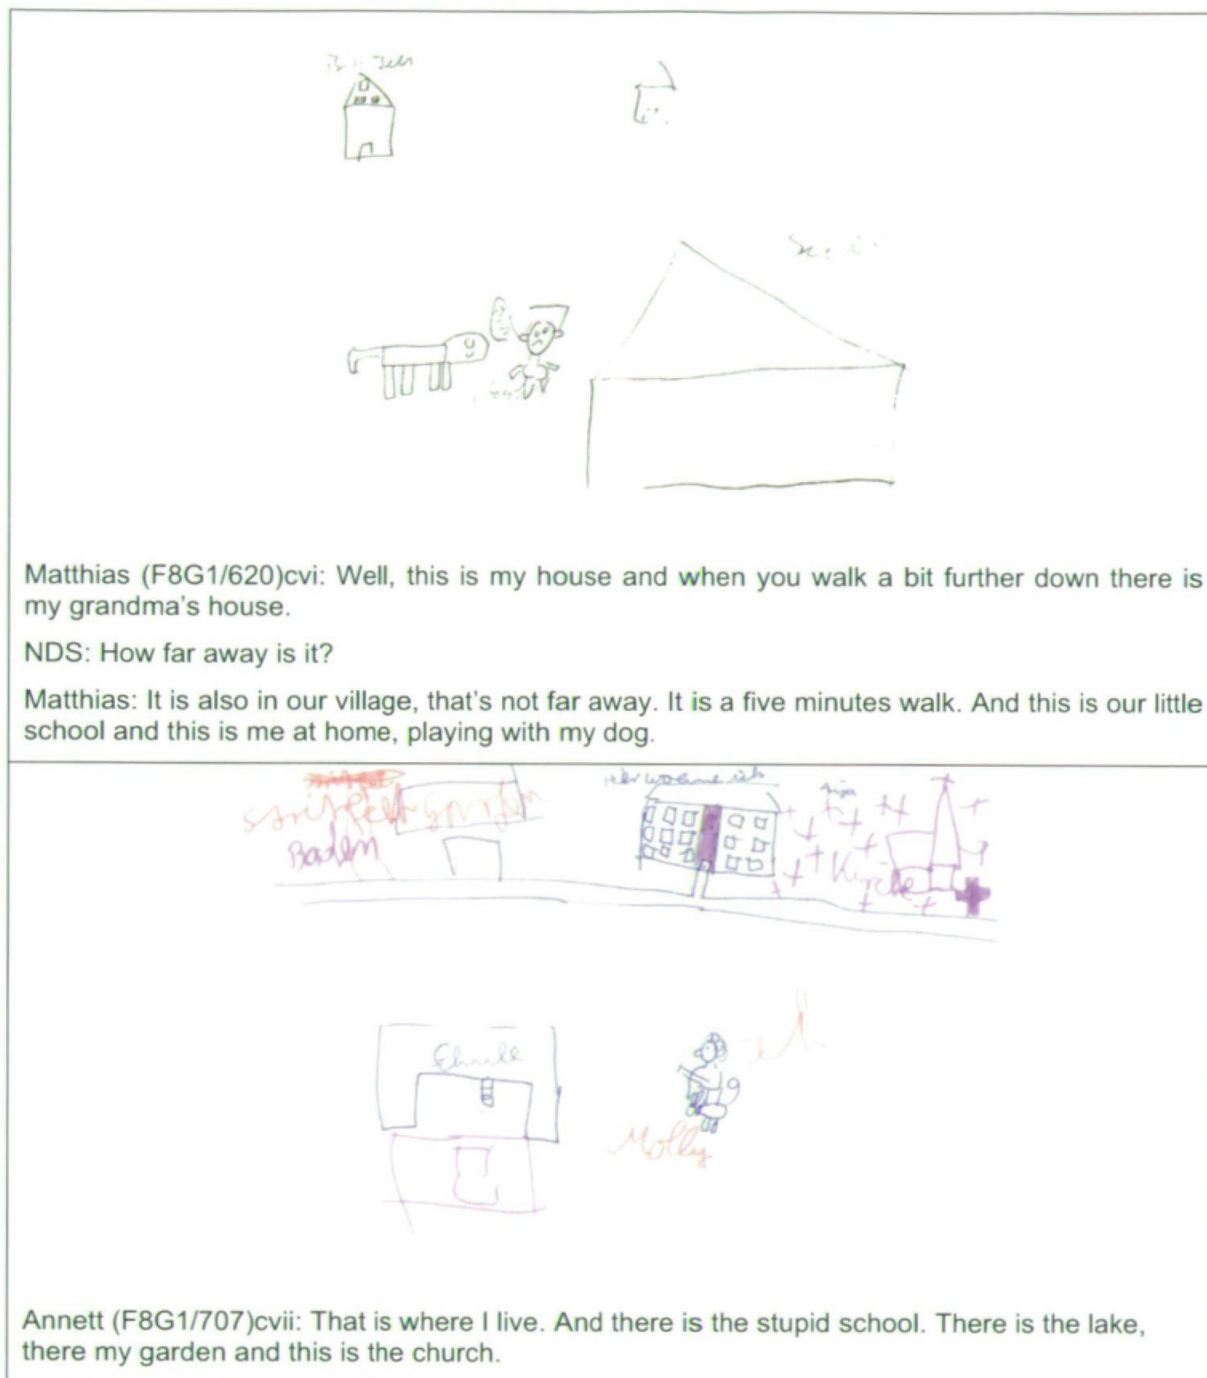 Matthias (F8G1/620)cvi: Well, this is my house and when you walk a bit further down there is
my grandma's house.
NDS: How far away is it?
Matthias: It is also in our village, that's not far away. It is a five minutes walk. And this is our little
school and this is me at home, playing with my dog.
Hier wohne ich
Baden
Kirche
Molly
Annett (F8G1/707)cvii: That is where I live. And there is the stupid school. There is the lake,
there my garden and this is the church.